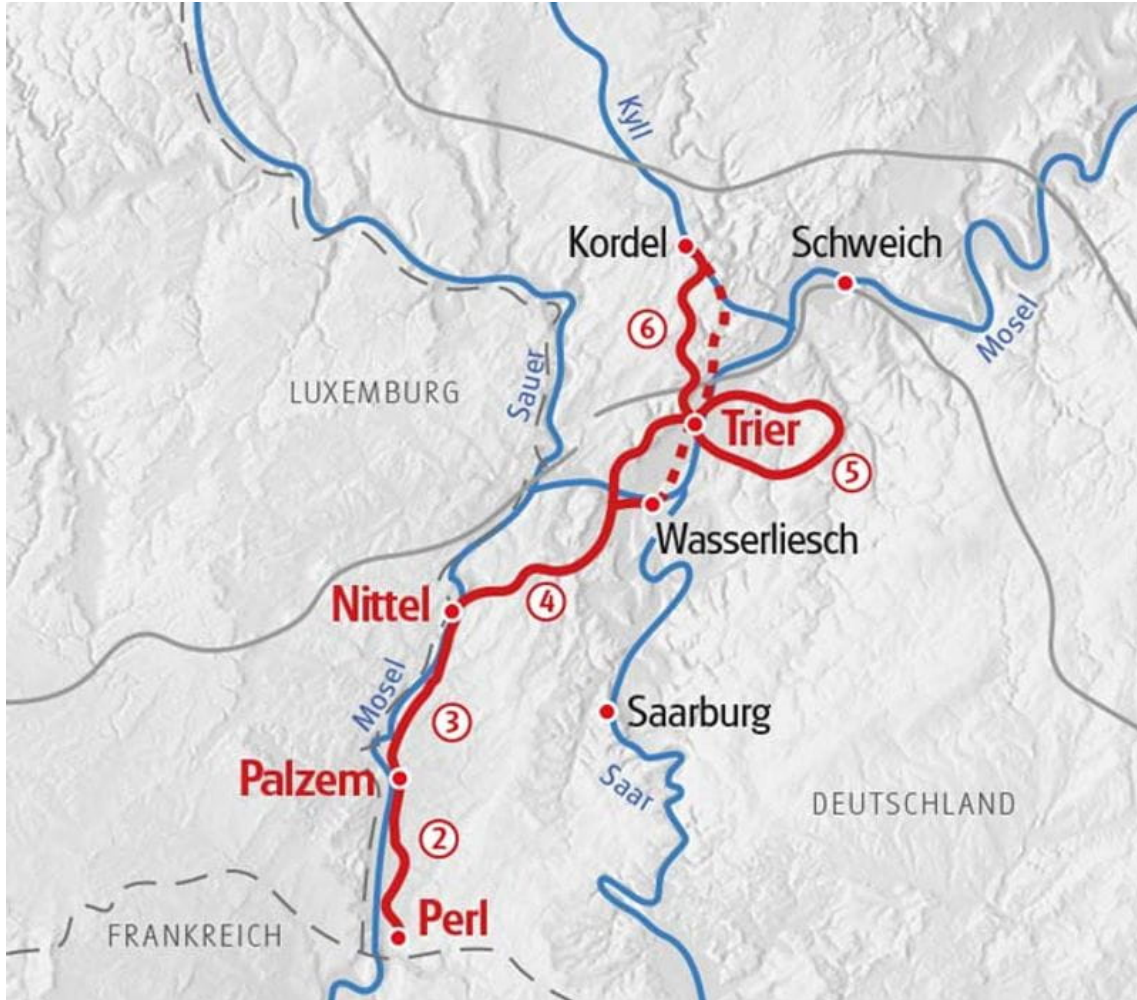 Kyll
Kordel
Schweich
Mosel
6
LUXEMBURG
Sauer
Trier
5
Wasserliesch
Nittel
4
Mosel
3
Saarburg
Palzem
Saar
DEUTSCHLAND
2
Perl
FRANKREICH